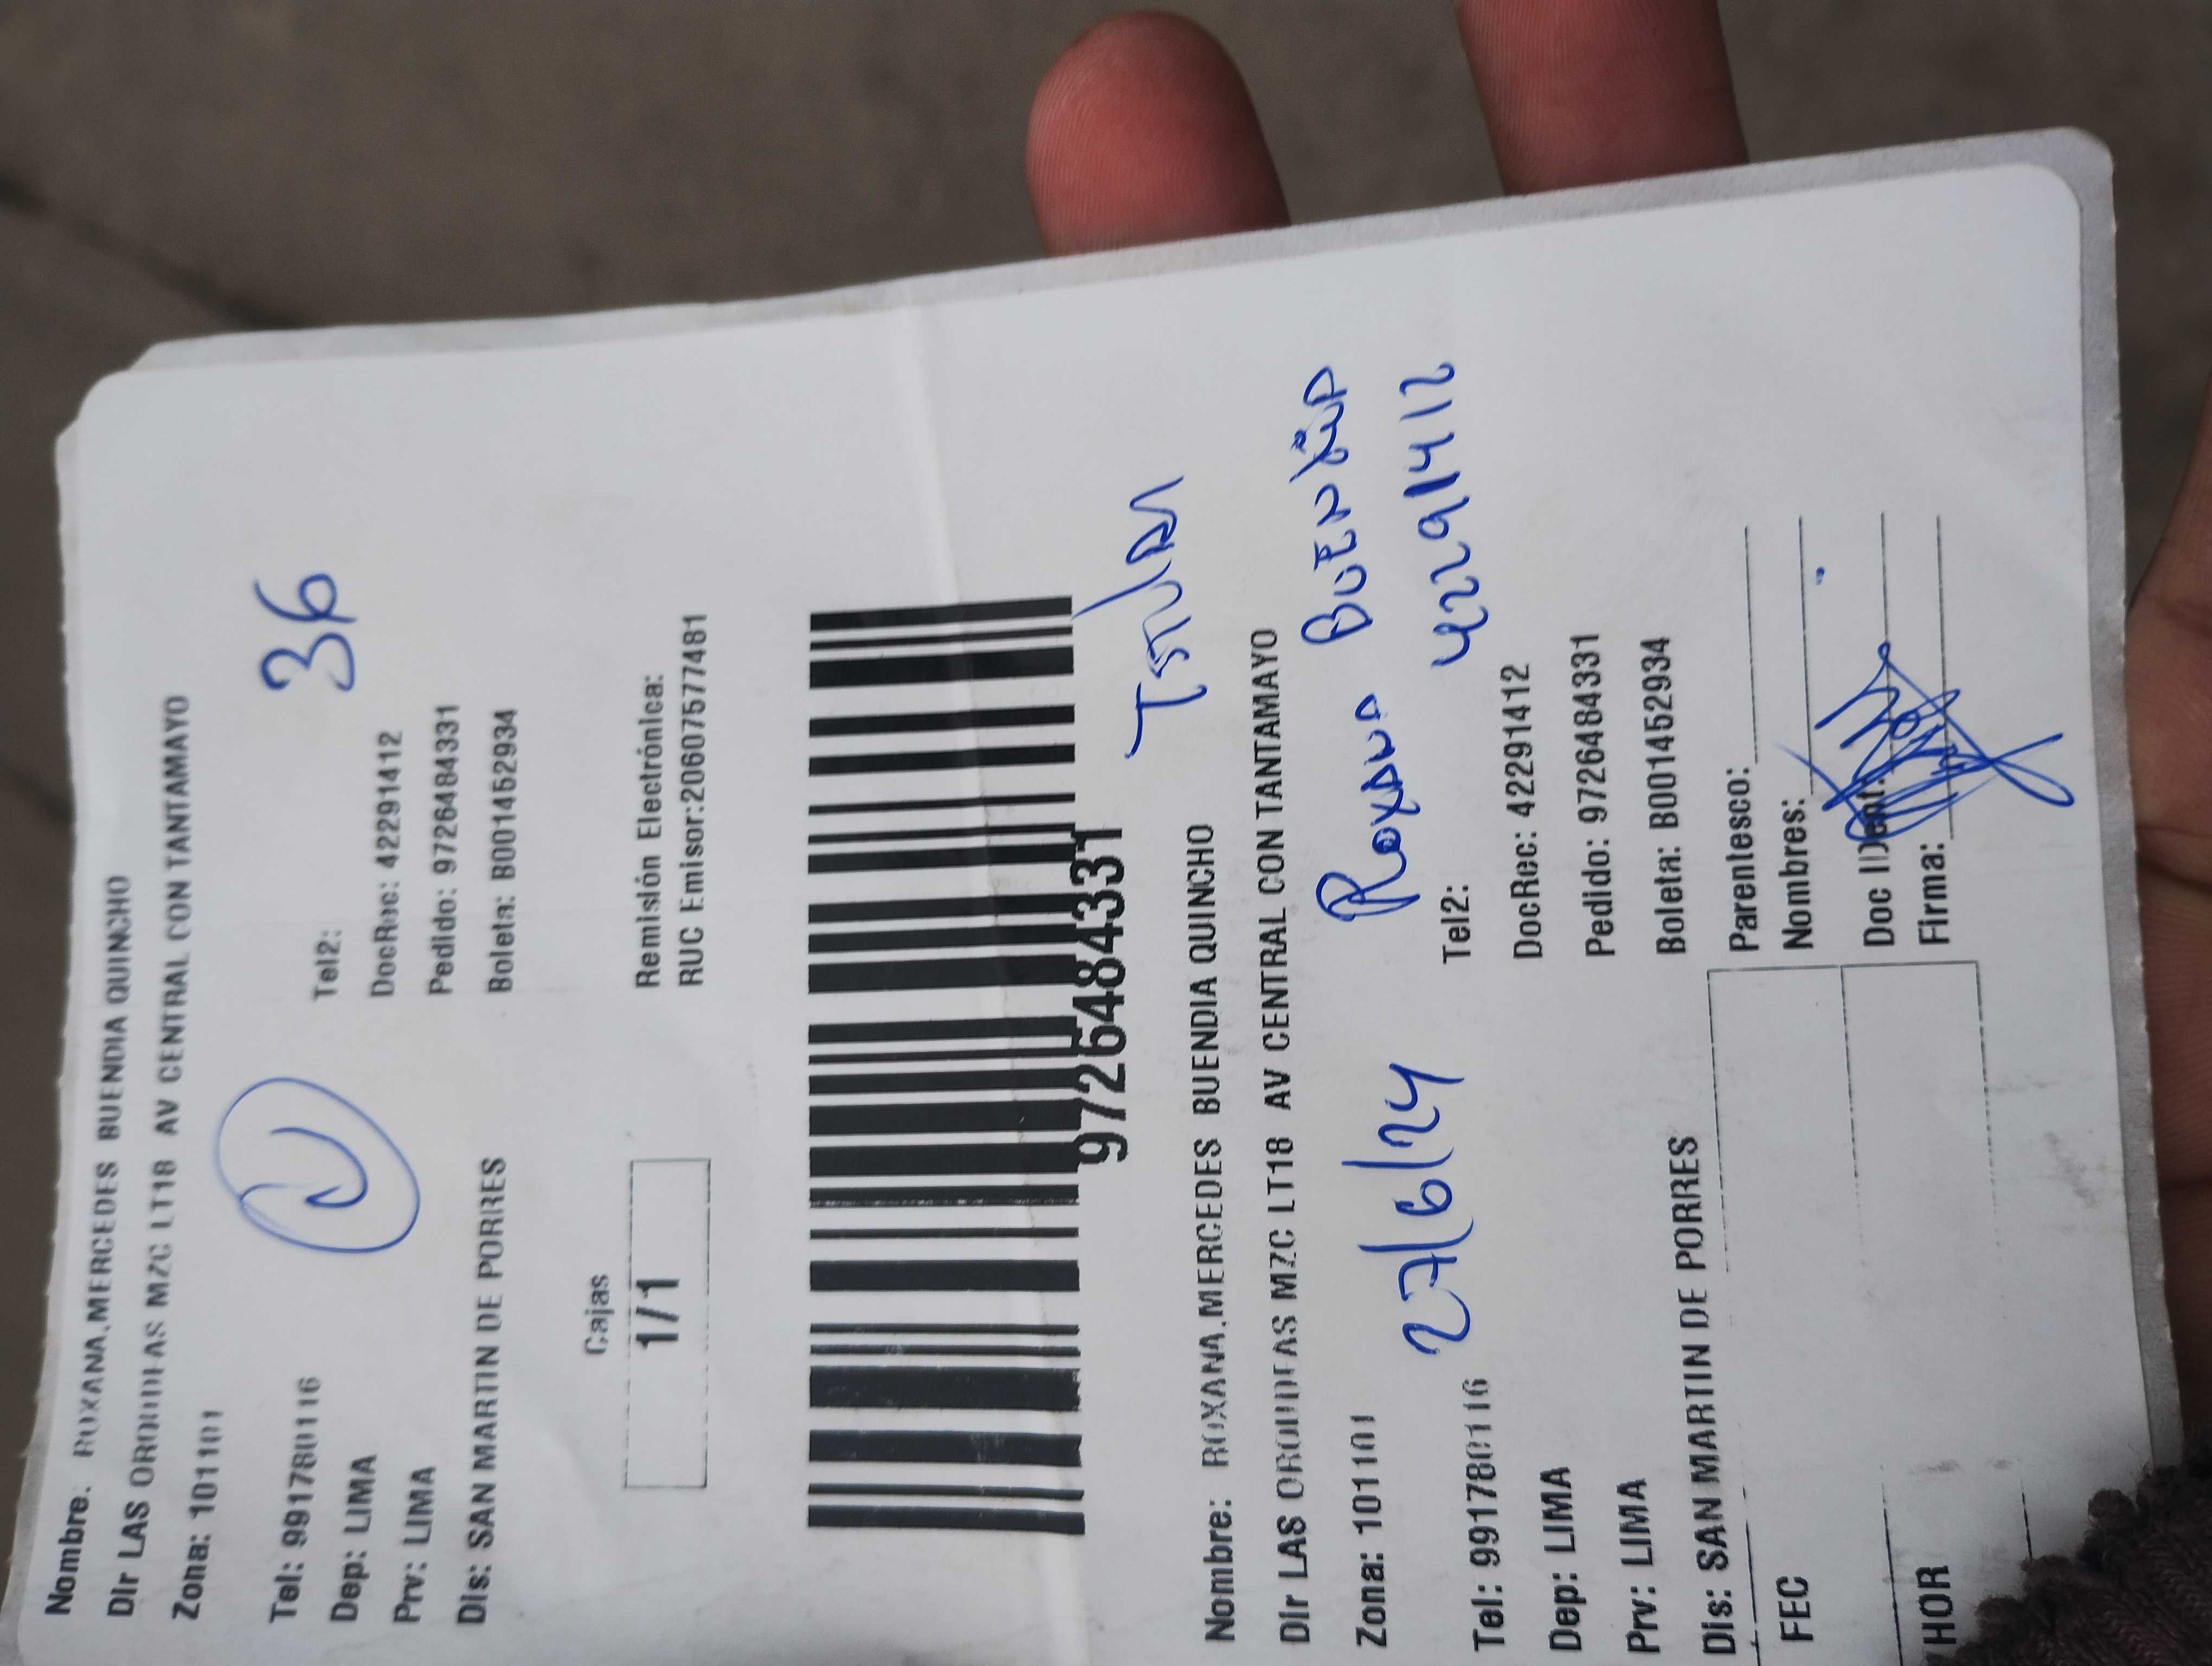 Nombre. ROXANA.MERCEDES BUENDIA QUINCHO
Dir LAS ORQUIDEAS MZC LT18 AV CENTRAL CON TANTAMAYO
Zona: 101101
36
Tel: 991780116 Tel2:
Dep: LIMA DocRec: 42291412
Prv: LIMA Pedido: 9726484331
Dis: SAN MARTIN DE PORRES Boleta: B001452934
Cajas
1/1
Remisión Electrónica:
RUC Emisor:20607577481
9726484331
Nombre: ROXANA.MERCEDES BUENDIA QUINCHO
Dir LAS ORQUIDEAS MZC LT18 AV CENTRAL CON TANTAMAYO
Zona: 101101
Roxana Buendia
27/6/24
42291412
Tel: 991780116 Tel2:
Dep: LIMA DocRec: 42291412
Prv: LIMA Pedido: 9726484331
Dis: SAN MARTIN DE PORRES Boleta: B001452934
FEC Parentesco:
Nombres:
HOR Doc IDent.:
Firma: